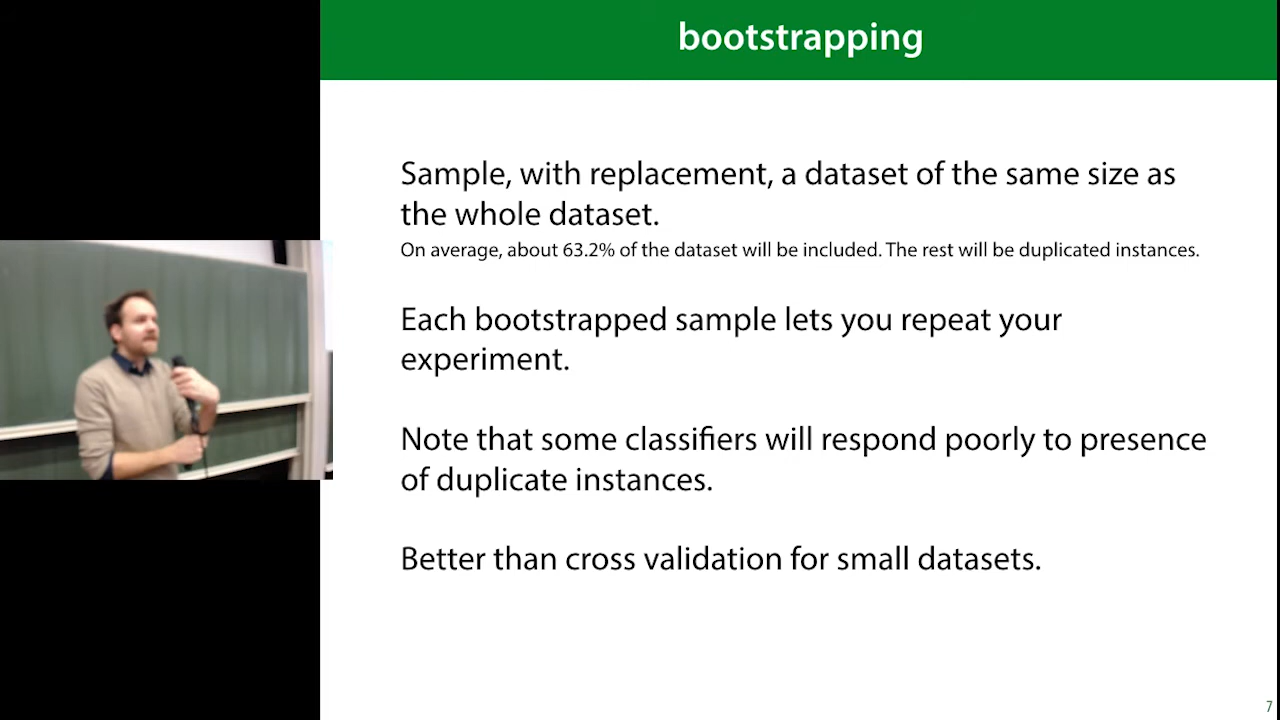 bootstrapping
Sample, with replacement, a dataset of the same size as
the whole dataset.
On average, about 63.2% of the dataset will be included. The rest will be duplicated instances.
Each bootstrapped sample lets you repeat your
experiment.
Note that some classifiers will respond poorly to presence
of duplicate instances.
Better than cross validation for small datasets.
7